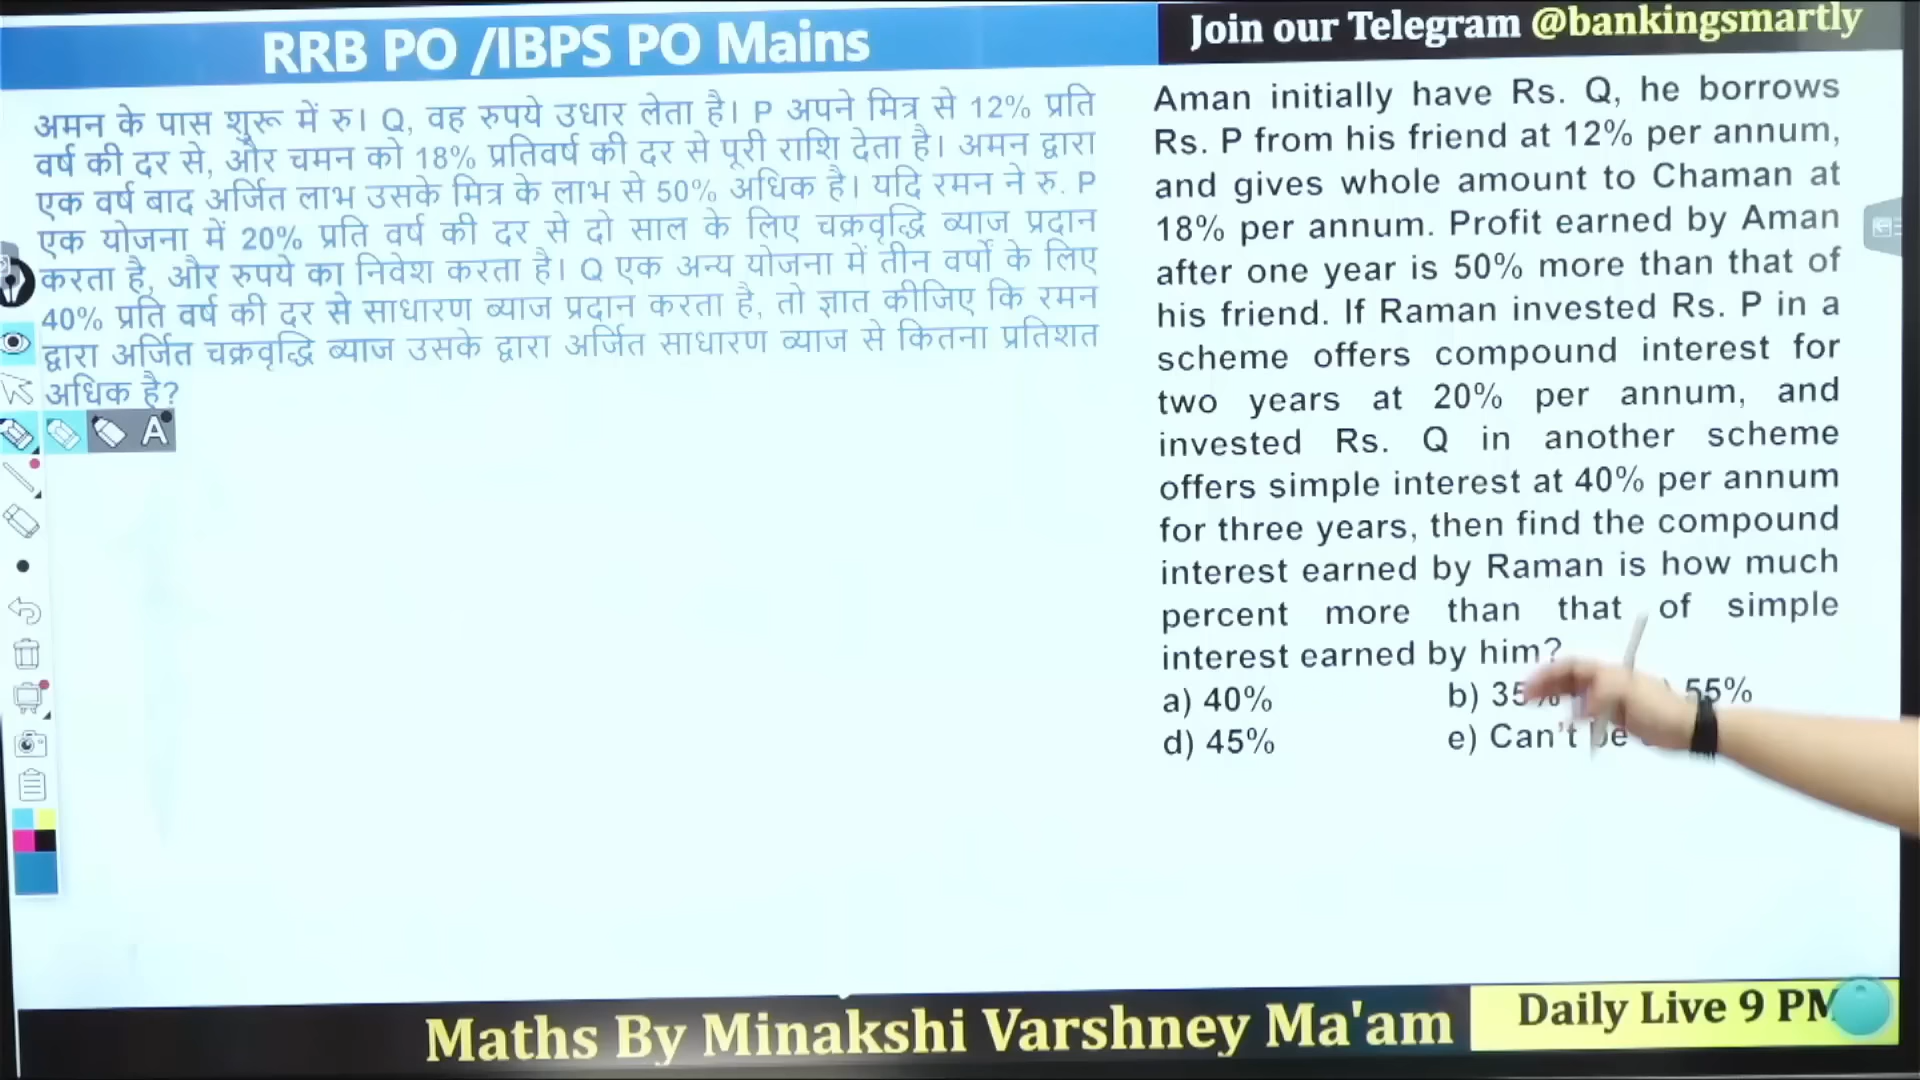 RRB PO /IBPS PO Mains
Join our Telegram @bankingsmartly
अमन के पास शुरू में रु। Q, वह रुपये उधार लेता है। P अपने मित्र से 12% प्रति
वर्ष की दर से, और चमन को 18% प्रतिवर्ष की दर से पूरी राशि देता है। अमन द्वारा
एक वर्ष बाद अर्जित लाभ उसके मित्र के लाभ से 50% अधिक है। यदि रमन ने रु. P
एक योजना में 20% प्रति वर्ष की दर से दो साल के लिए चक्रवृद्धि ब्याज प्रदान
करता है, और रुपये का निवेश करता है। Q एक अन्य योजना में तीन वर्षों के लिए
40% प्रति वर्ष की दर से साधारण ब्याज प्रदान करता है, तो ज्ञात कीजिए कि रमन
द्वारा अर्जित चक्रवृद्धि ब्याज उसके द्वारा अर्जित साधारण ब्याज से कितना प्रतिशत
अधिक है?
A
Aman initially have Rs. Q, he borrows
Rs. P from his friend at 12% per annum,
and gives whole amount to Chaman at
18% per annum. Profit earned by Aman
after one year is 50% more than that of
his friend. If Raman invested Rs. P in a
scheme offers compound interest for
two years at 20% per annum, and
invested Rs. Q in another scheme
offers simple interest at 40% per annum
for three years, then find the compound
interest earned by Raman is how much
percent more than that of simple
interest earned by him?
a) 40% b) 35% 55%
d) 45% e) Can't be
Maths By Minakshi Varshney Ma'am
Daily Live 9 PM